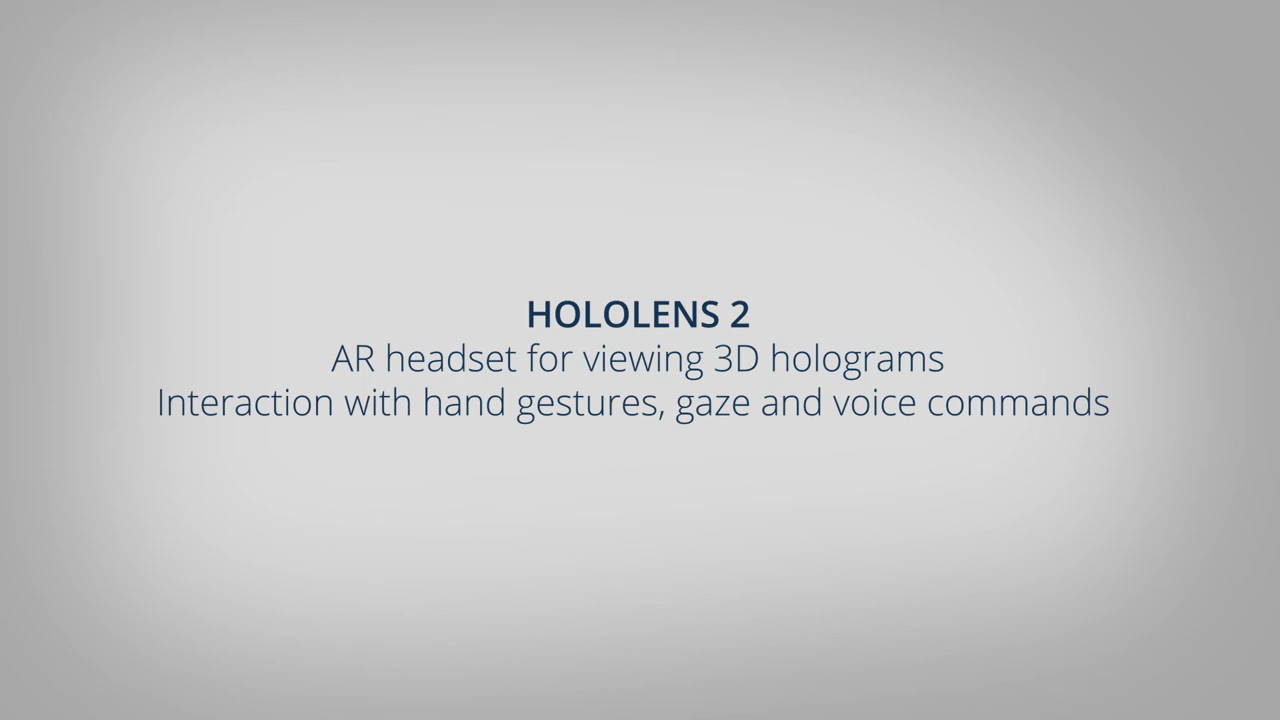 HOLOLENS 2
AR headset for viewing 3D holograms
Interaction with hand gestures, gaze and voice commands